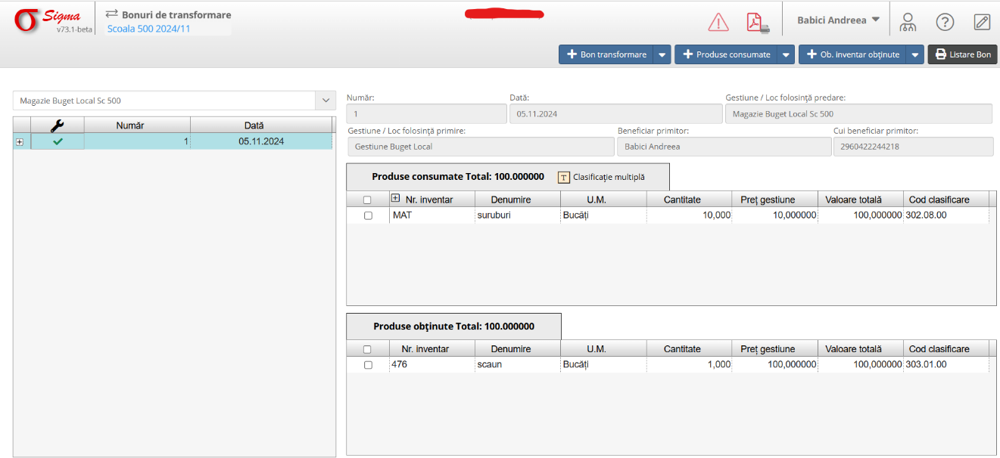 σ Sigma
v73.1-beta
Bonuri de transformare
Scoala 500 2024/11
Babici Andreea
Bon transformare
Produse consumate
Ob. inventar obținute
Listare Bon
Magazie Buget Local Sc 500
Număr Dată
1 05.11.2024
Număr: Dată: Gestiune / Loc folosință predare:
1 05.11.2024 Magazie Buget Local Sc 500
Gestiune / Loc folosință primire: Beneficiar primitor: Cui beneficiar primitor:
Gestiune Buget Local Babici Andreea 2960422244218
Produse consumate Total: 100.000000 T Clasificație multiplă
Nr. inventar Denumire U.M. Cantitate Preț gestiune Valoare totală Cod clasificare
MAT suruburi Bucăți 10,000 10,000000 100,000000 302.08.00
Produse obținute Total: 100.000000
Nr. inventar Denumire U.M. Cantitate Preț gestiune Valoare totală Cod clasificare
476 scaun Bucăți 1,000 100,000000 100,000000 303.01.00